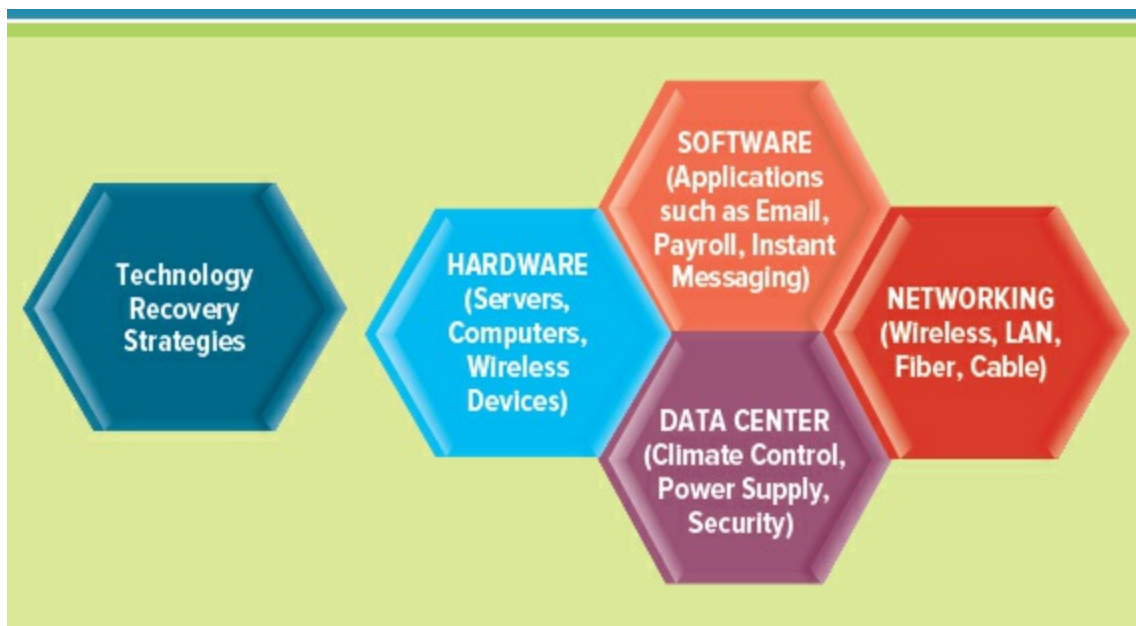 Technology
Recovery
Strategies
HARDWARE
(Servers,
Computers,
Wireless
Devices)
SOFTWARE
(Applications
such as Email,
Payroll, Instant
Messaging)
DATA CENTER
(Climate Control,
Power Supply,
Security)
NETWORKING
(Wireless, LAN,
Fiber, Cable)